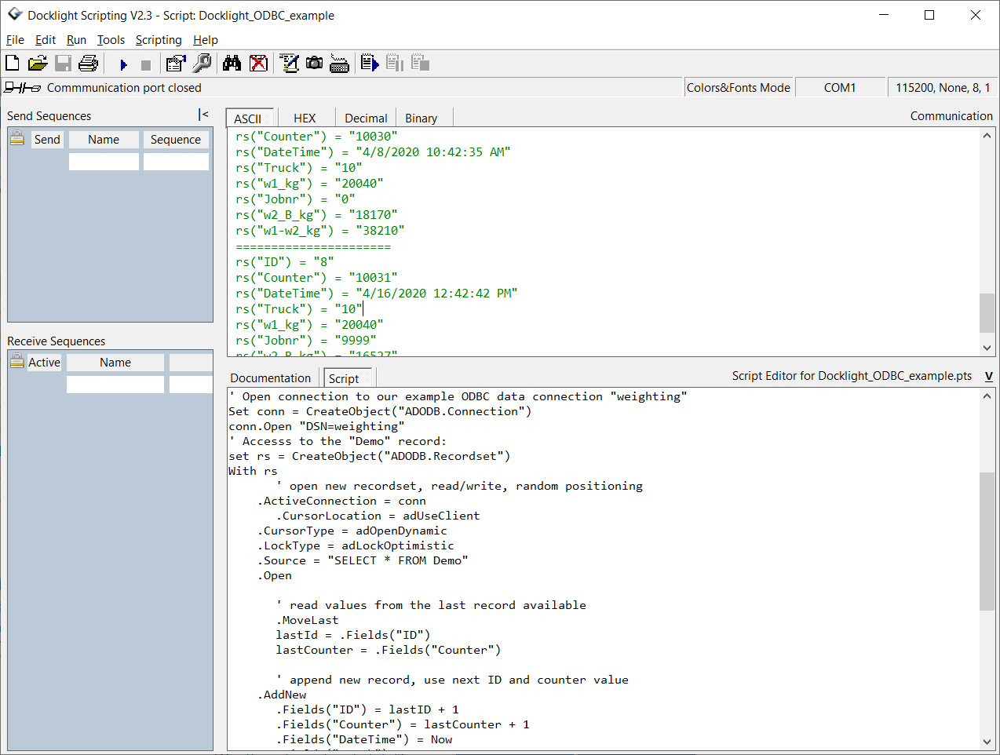 Docklight Scripting V2.3 - Script: Docklight_ODBC_example
File Edit Run Tools Scripting Help
Commmunication port closed
Colors&Fonts Mode
COM1
115200, None, 8, 1
Send Sequences
|<
Send Name Sequence
Receive Sequences
Active Name
ASCII HEX Decimal Binary
Communication
rs("Counter") = "10030"
rs("DateTime") = "4/8/2020 10:42:35 AM"
rs("Truck") = "10"
rs("w1_kg") = "20040"
rs("Jobnr") = "0"
rs("w2_B_kg") = "18170"
rs("w1-w2_kg") = "38210"
======================
rs("ID") = "8"
rs("Counter") = "10031"
rs("DateTime") = "4/16/2020 12:42:42 PM"
rs("Truck") = "10"
rs("w1_kg") = "20040"
rs("Jobnr") = "9999"
rs("w2_B_kg") = "16527"
Documentation Script
Script Editor for Docklight_ODBC_example.pts V
' Open connection to our example ODBC data connection "weighting"
Set conn = CreateObject("ADODB.Connection")
conn.Open "DSN=weighting"
' Accesss to the "Demo" record:
set rs = CreateObject("ADODB.Recordset")
With rs
' open new recordset, read/write, random positioning
.ActiveConnection = conn
.CursorLocation = adUseClient
.CursorType = adOpenDynamic
.LockType = adLockOptimistic
.Source = "SELECT * FROM Demo"
.Open
' read values from the last record available
.MoveLast
lastId = .Fields("ID")
lastCounter = .Fields("Counter")
' append new record, use next ID and counter value
.AddNew
.Fields("ID") = lastID + 1
.Fields("Counter") = lastCounter + 1
.Fields("DateTime") = Now